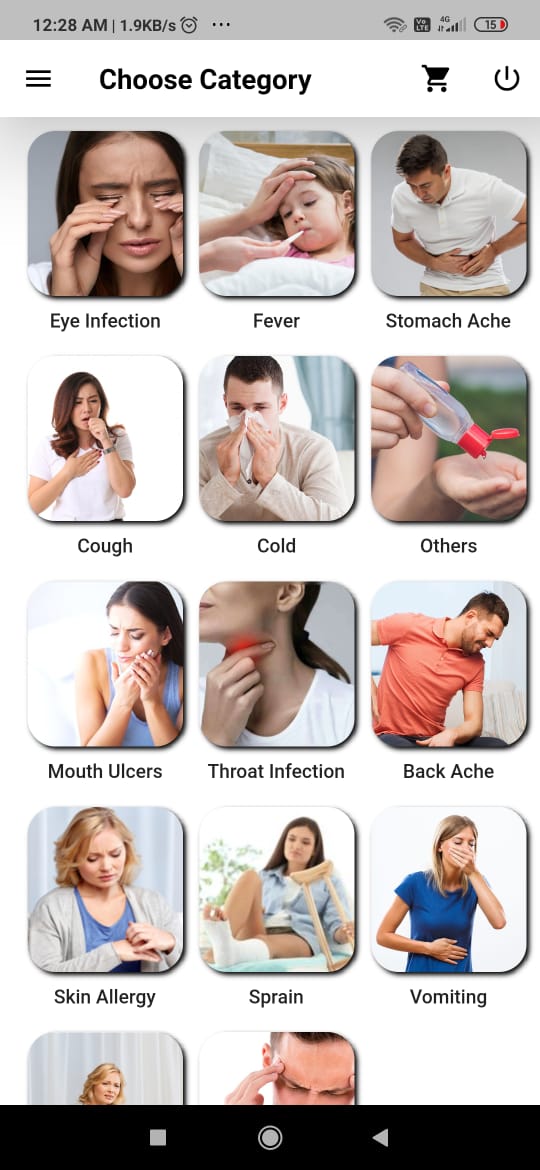 12:28 AM | 1.9KB/s ...
Vo LTE 4G 15
Choose Category
Eye Infection Fever Stomach Ache
Cough Cold Others
Mouth Ulcers Throat Infection Back Ache
Skin Allergy Sprain Vomiting